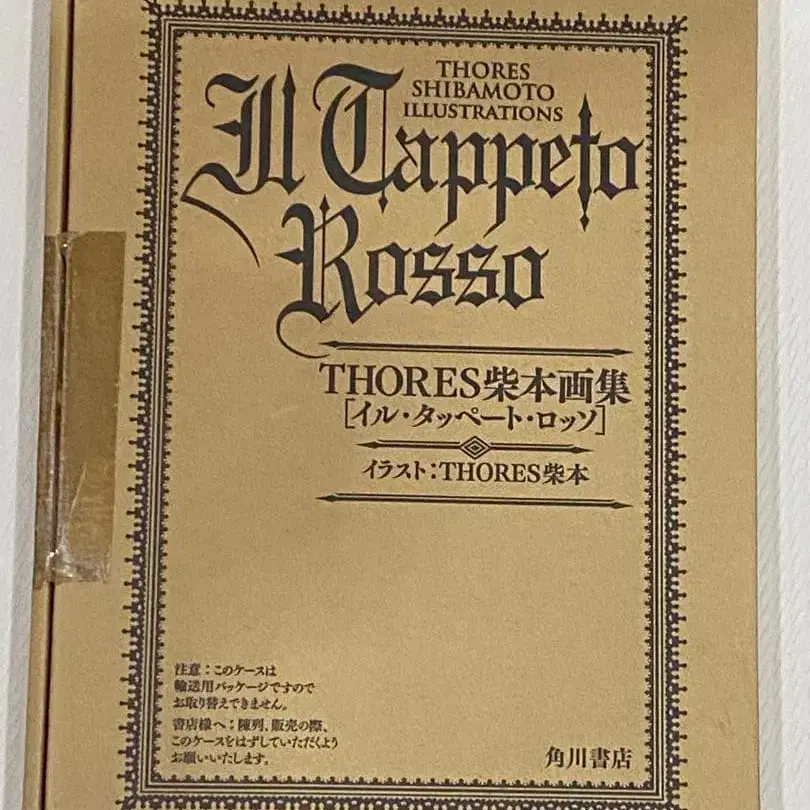 THORES
SHIBAMOTO
ILLUSTRATIONS
Il Tappeto
Rosso
THORES柴本画集
[イル・タッペート・ロッソ]
イラスト:THORES柴本
注意:このケースは
輸送用パッケージですので
お取り替えできません。
書店様へ:陳列、販売の際、
このケースをはずしていただくよう
お願いいたします。
角川書店